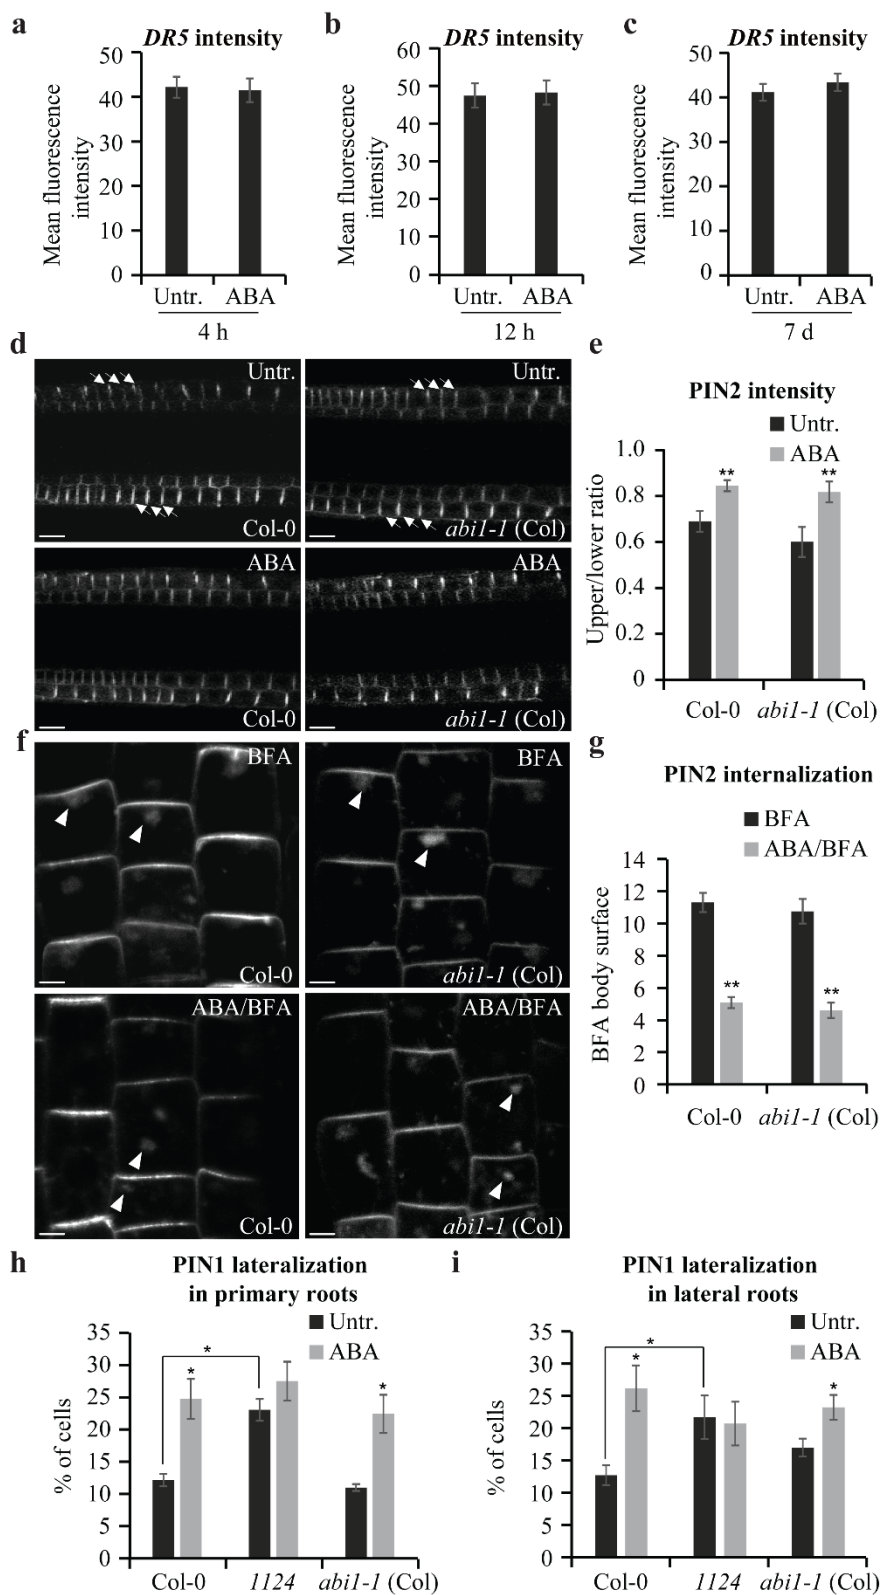 a
DR5 intensity
Mean fluorescence
intensity
50
40
30
20
10
0
Untr. ABA
4 h
b
DR5 intensity
Mean fluorescence
intensity
60
50
40
30
20
10
0
Untr. ABA
12 h
c
DR5 intensity
Mean fluorescence
intensity
50
40
30
20
10
0
Untr. ABA
7 d
d
Untr.
Col-0
Untr.
abi1-1 (Col)
ABA
Col-0
ABA
abi1-1 (Col)
e
PIN2 intensity
Untr.
ABA
Upper/lower ratio
1.0
0.8
0.6
0.4
0.2
0
**
**
Col-0 abi1-1 (Col)
f
BFA
Col-0
BFA
abi1-1 (Col)
ABA/BFA
Col-0
ABA/BFA
abi1-1 (Col)
g
PIN2 internalization
BFA
ABA/BFA
BFA body surface
14
12
10
8
6
4
2
0
**
**
Col-0 abi1-1 (Col)
h
PIN1 lateralization
in primary roots
Untr.
ABA
% of cells
35
30
25
20
15
10
5
0
*
*
*
Col-0 1124 abi1-1 (Col)
i
PIN1 lateralization
in lateral roots
Untr.
ABA
% of cells
35
30
25
20
15
10
5
0
*
*
*
Col-0 1124 abi1-1 (Col)